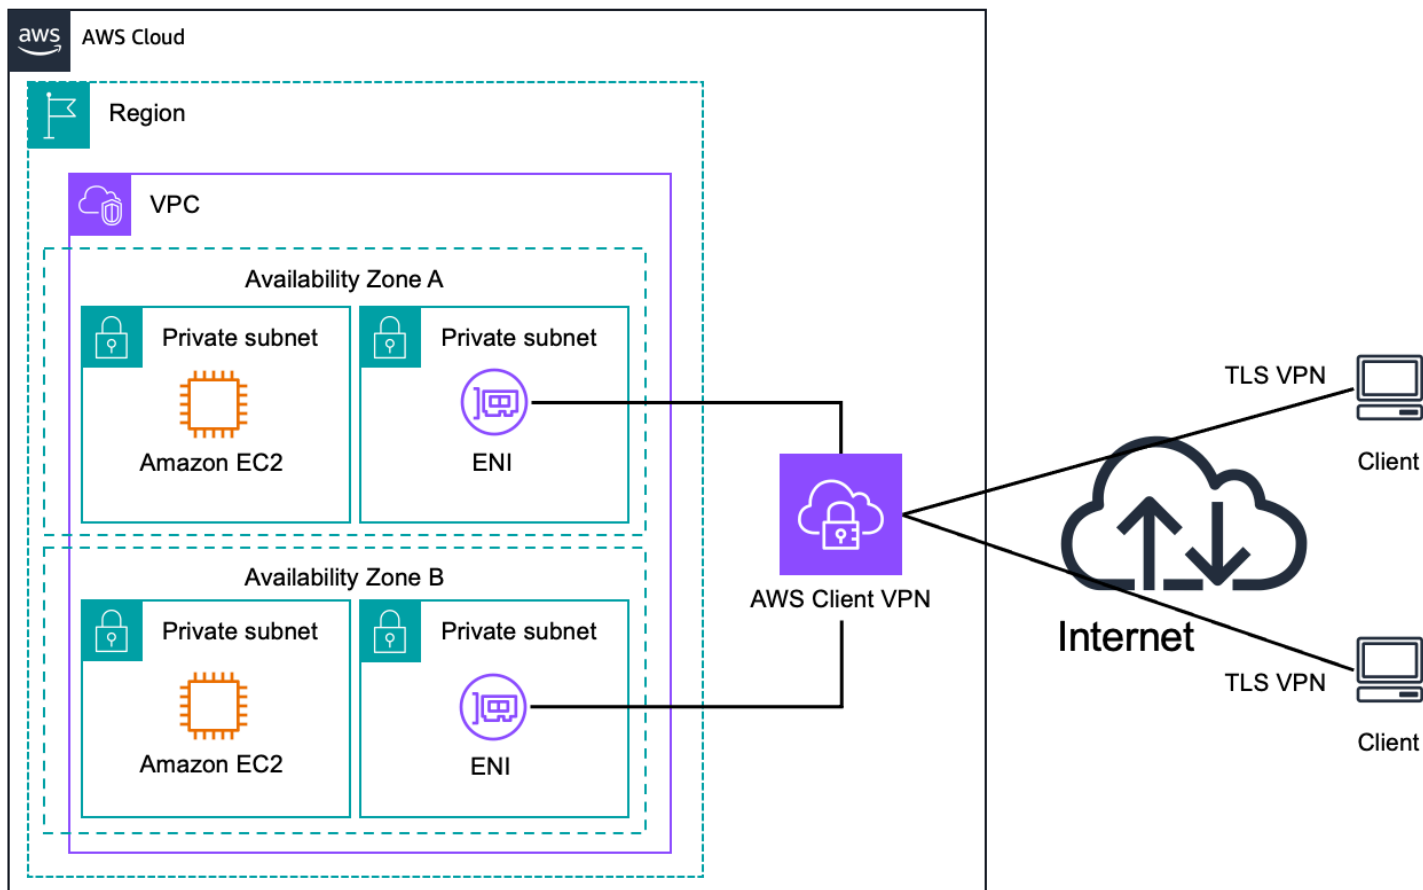 aws
AWS Cloud
Region
VPC
Availability Zone A
Private subnet
Amazon EC2
Private subnet
ENI
Availability Zone B
Private subnet
Amazon EC2
Private subnet
ENI
AWS Client VPN
Internet
TLS VPN
Client
TLS VPN
Client